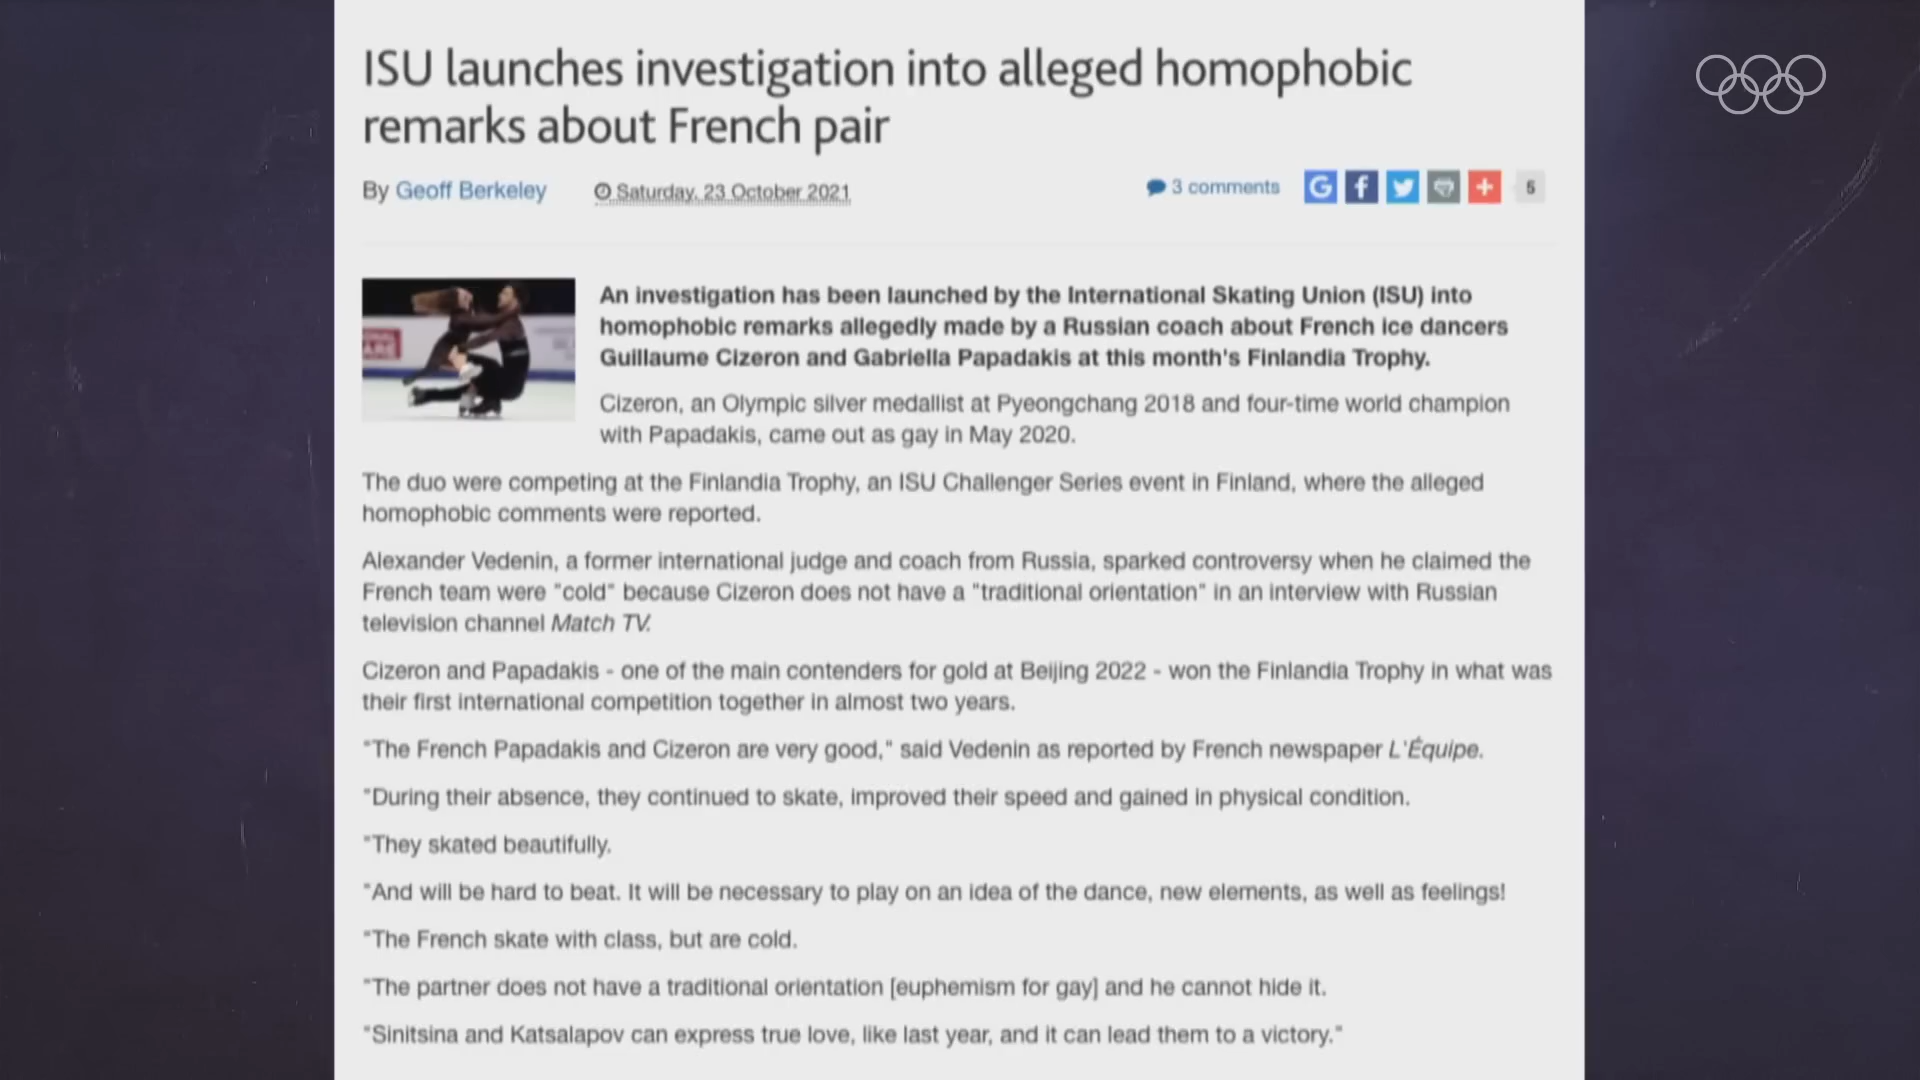 ISU launches investigation into alleged homophobic
remarks about French pair
By Geoff Berkeley Saturday, 23 October 2021 3 comments G f + 5
An investigation has been launched by the International Skating Union (ISU) into
homophobic remarks allegedly made by a Russian coach about French ice dancers
Guillaume Cizeron and Gabriella Papadakis at this month's Finlandia Trophy.
Cizeron, an Olympic silver medallist at Pyeongchang 2018 and four-time world champion
with Papadakis, came out as gay in May 2020.
The duo were competing at the Finlandia Trophy, an ISU Challenger Series event in Finland, where the alleged
homophobic comments were reported.
Alexander Vedenin, a former international judge and coach from Russia, sparked controversy when he claimed the
French team were "cold" because Cizeron does not have a "traditional orientation" in an interview with Russian
television channel Match TV.
Cizeron and Papadakis - one of the main contenders for gold at Beijing 2022 - won the Finlandia Trophy in what was
their first international competition together in almost two years.
"The French Papadakis and Cizeron are very good," said Vedenin as reported by French newspaper L'Équipe.
"During their absence, they continued to skate, improved their speed and gained in physical condition.
"They skated beautifully.
"And will be hard to beat. It will be necessary to play on an idea of the dance, new elements, as well as feelings!
"The French skate with class, but are cold.
"The partner does not have a traditional orientation [euphemism for gay] and he cannot hide it.
"Sinitsina and Katsalapov can express true love, like last year, and it can lead them to a victory."